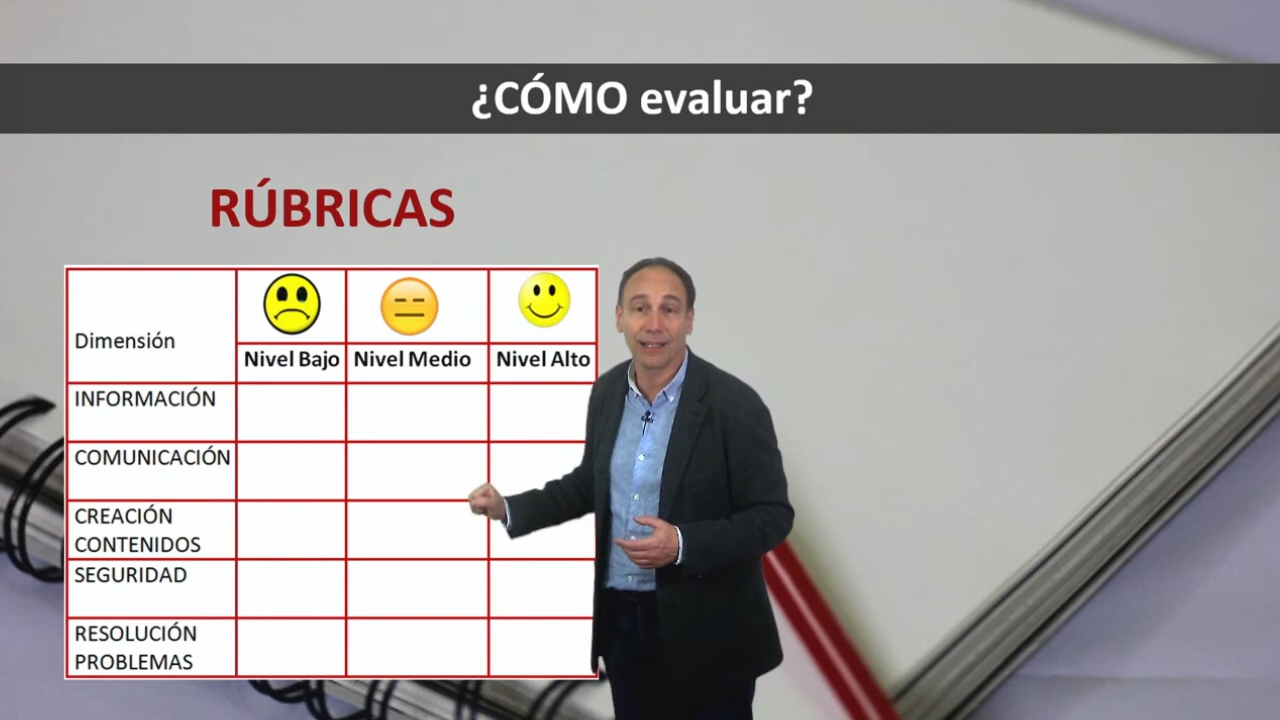 ¿CÓMO evaluar?
RÚBRICAS
Dimensión
Nivel Bajo
Nivel Medio
Nivel Alto
INFORMACIÓN
COMUNICACIÓN
CREACIÓN
CONTENIDOS
SEGURIDAD
RESOLUCIÓN
PROBLEMAS